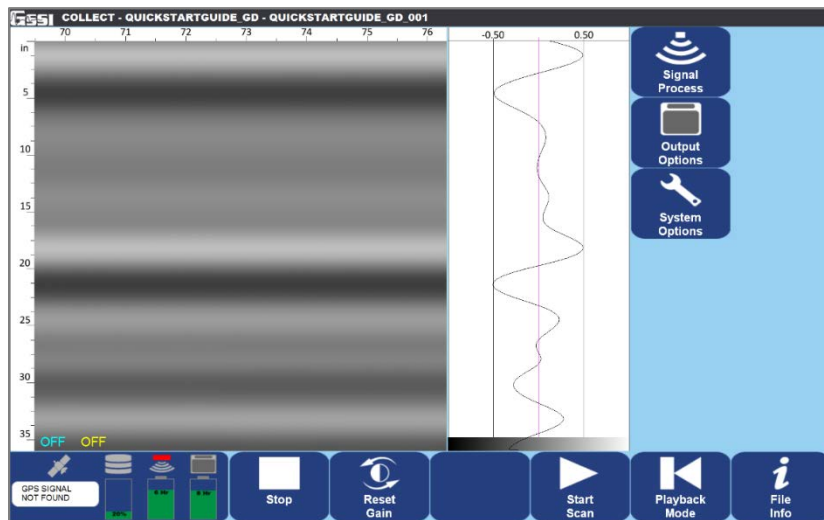 GSSI COLLECT - QUICKSTARTGUIDE_GD - QUICKSTARTGUIDE_GD_001
70 71 72 73 74 75 76
-0.50 0.50
in
5
10
15
20
25
30
35
OFF OFF
Signal
Process
Output
Options
System
Options
GPS SIGNAL
NOT FOUND
Stop
Reset
Gain
Start
Scan
Playback
Mode
File
Info